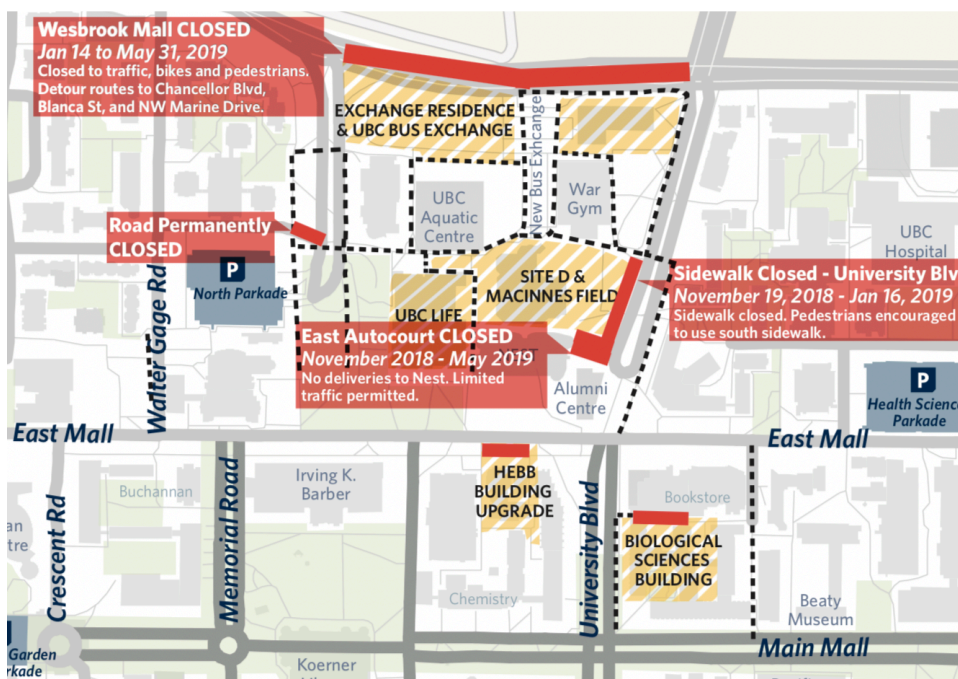 Wesbrook Mall CLOSED
Jan 14 to May 31, 2019
Closed to traffic, bikes and pedestrians.
Detour routes to Chancellor Blvd,
Blanca St, and NW Marine Drive.
EXCHANGE RESIDENCE
& UBC BUS EXCHANGE
New Bus Exhcange
UBC
Aquatic
Centre
War
Gym
UBC
Hospital
Road Permanently
CLOSED
P
North Parkade
Walter Gage Rd
SITE D &
MACINNES FIELD
UBC LIFE
Sidewalk Closed - University Blv
November 19, 2018 - Jan 16, 2019
Sidewalk closed. Pedestrians encouraged
to use south sidewalk.
East Autocourt CLOSED
November 2018 - May 2019
No deliveries to Nest. Limited
traffic permitted.
Alumni
Centre
P
Health Scienc
Parkade
East Mall
East Mall
Crescent Rd
Buchannan
Memorial Road
Irving K.
Barber
HEBB
BUILDING
UPGRADE
University Blvd
Bookstore
BIOLOGICAL
SCIENCES
BUILDING
an
tre
Chemistry
Beaty
Museum
Main Mall
Garden
rkade
Koerner